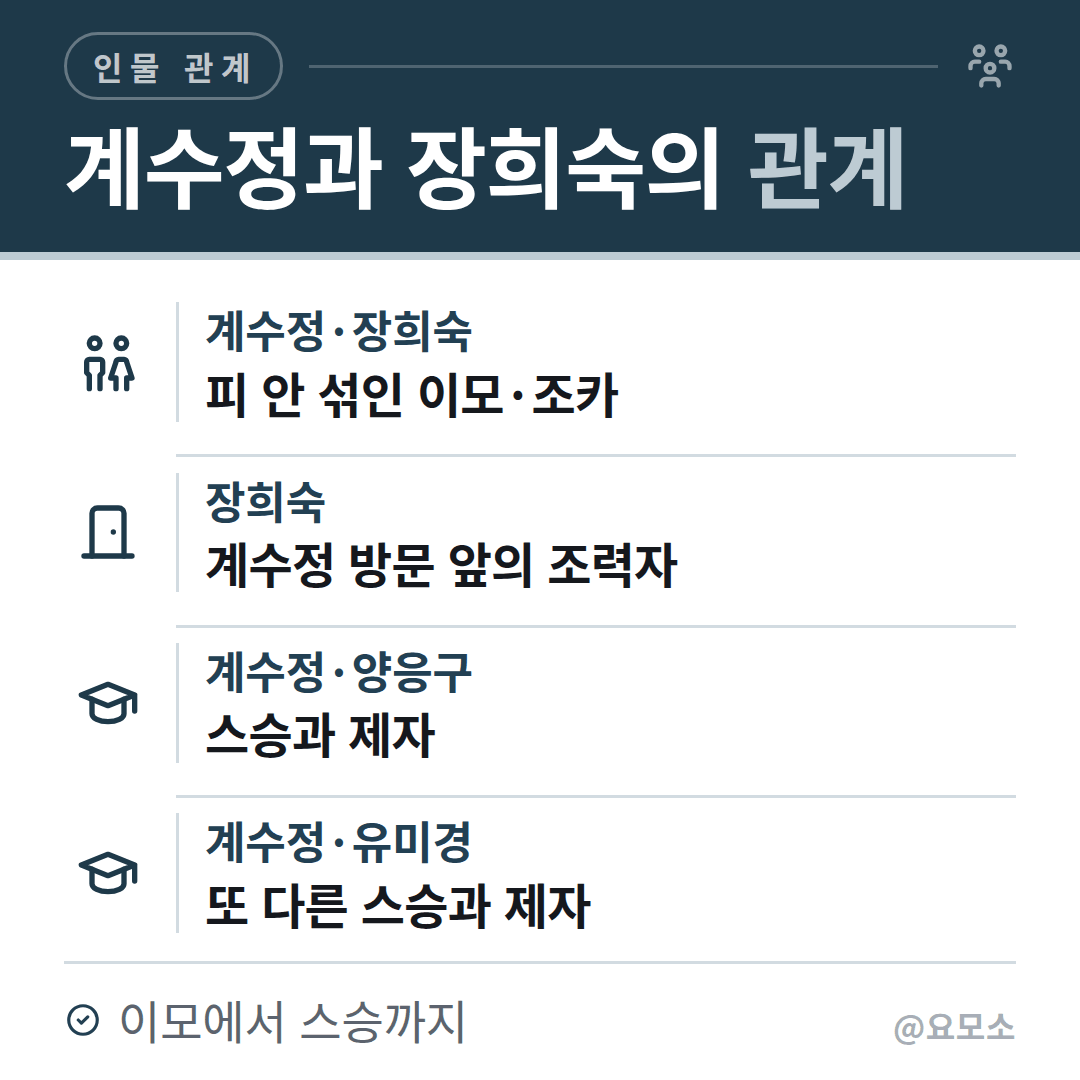 인물 관계
계수정과 장희숙의 관계
계수정·장희숙
피 안 섞인 이모·조카
장희숙
계수정 방문 앞의 조력자
계수정·양응구
스승과 제자
계수정·유미경
또 다른 스승과 제자
이모에서 스승까지
@요모소